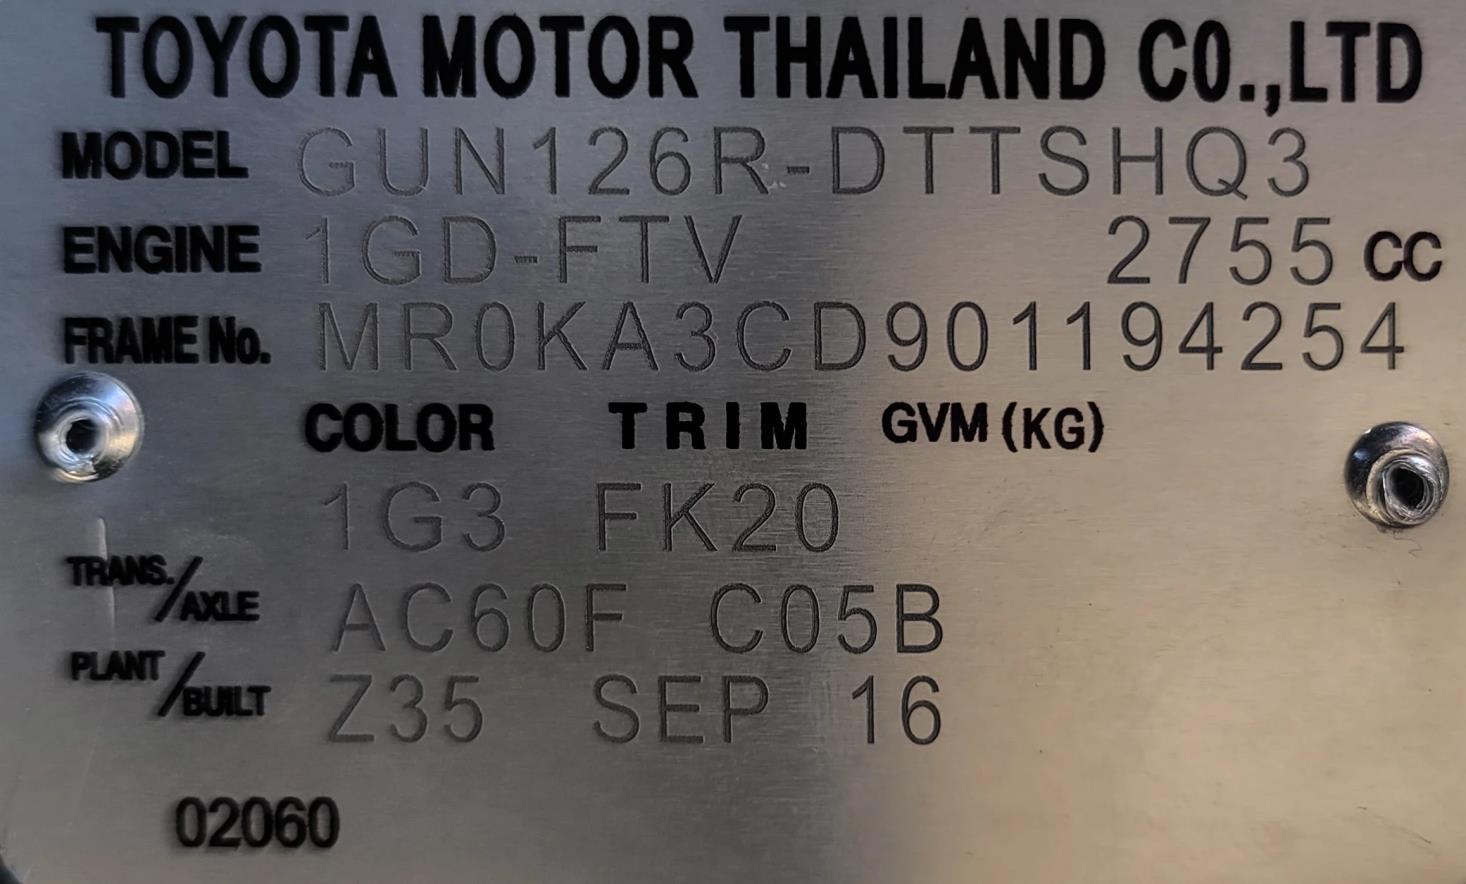 TOYOTA MOTOR THAILAND CO.,LTD
MODEL GUN126R-DTTSHQ3
ENGINE 1GD-FTV 2755 CC
FRAME No. MR0KA3CD901194254
COLOR TRIM GVM (KG)
1G3 FK20
TRANS./AXLE AC60F C05B
PLANT/BUILT Z35 SEP 16
02060